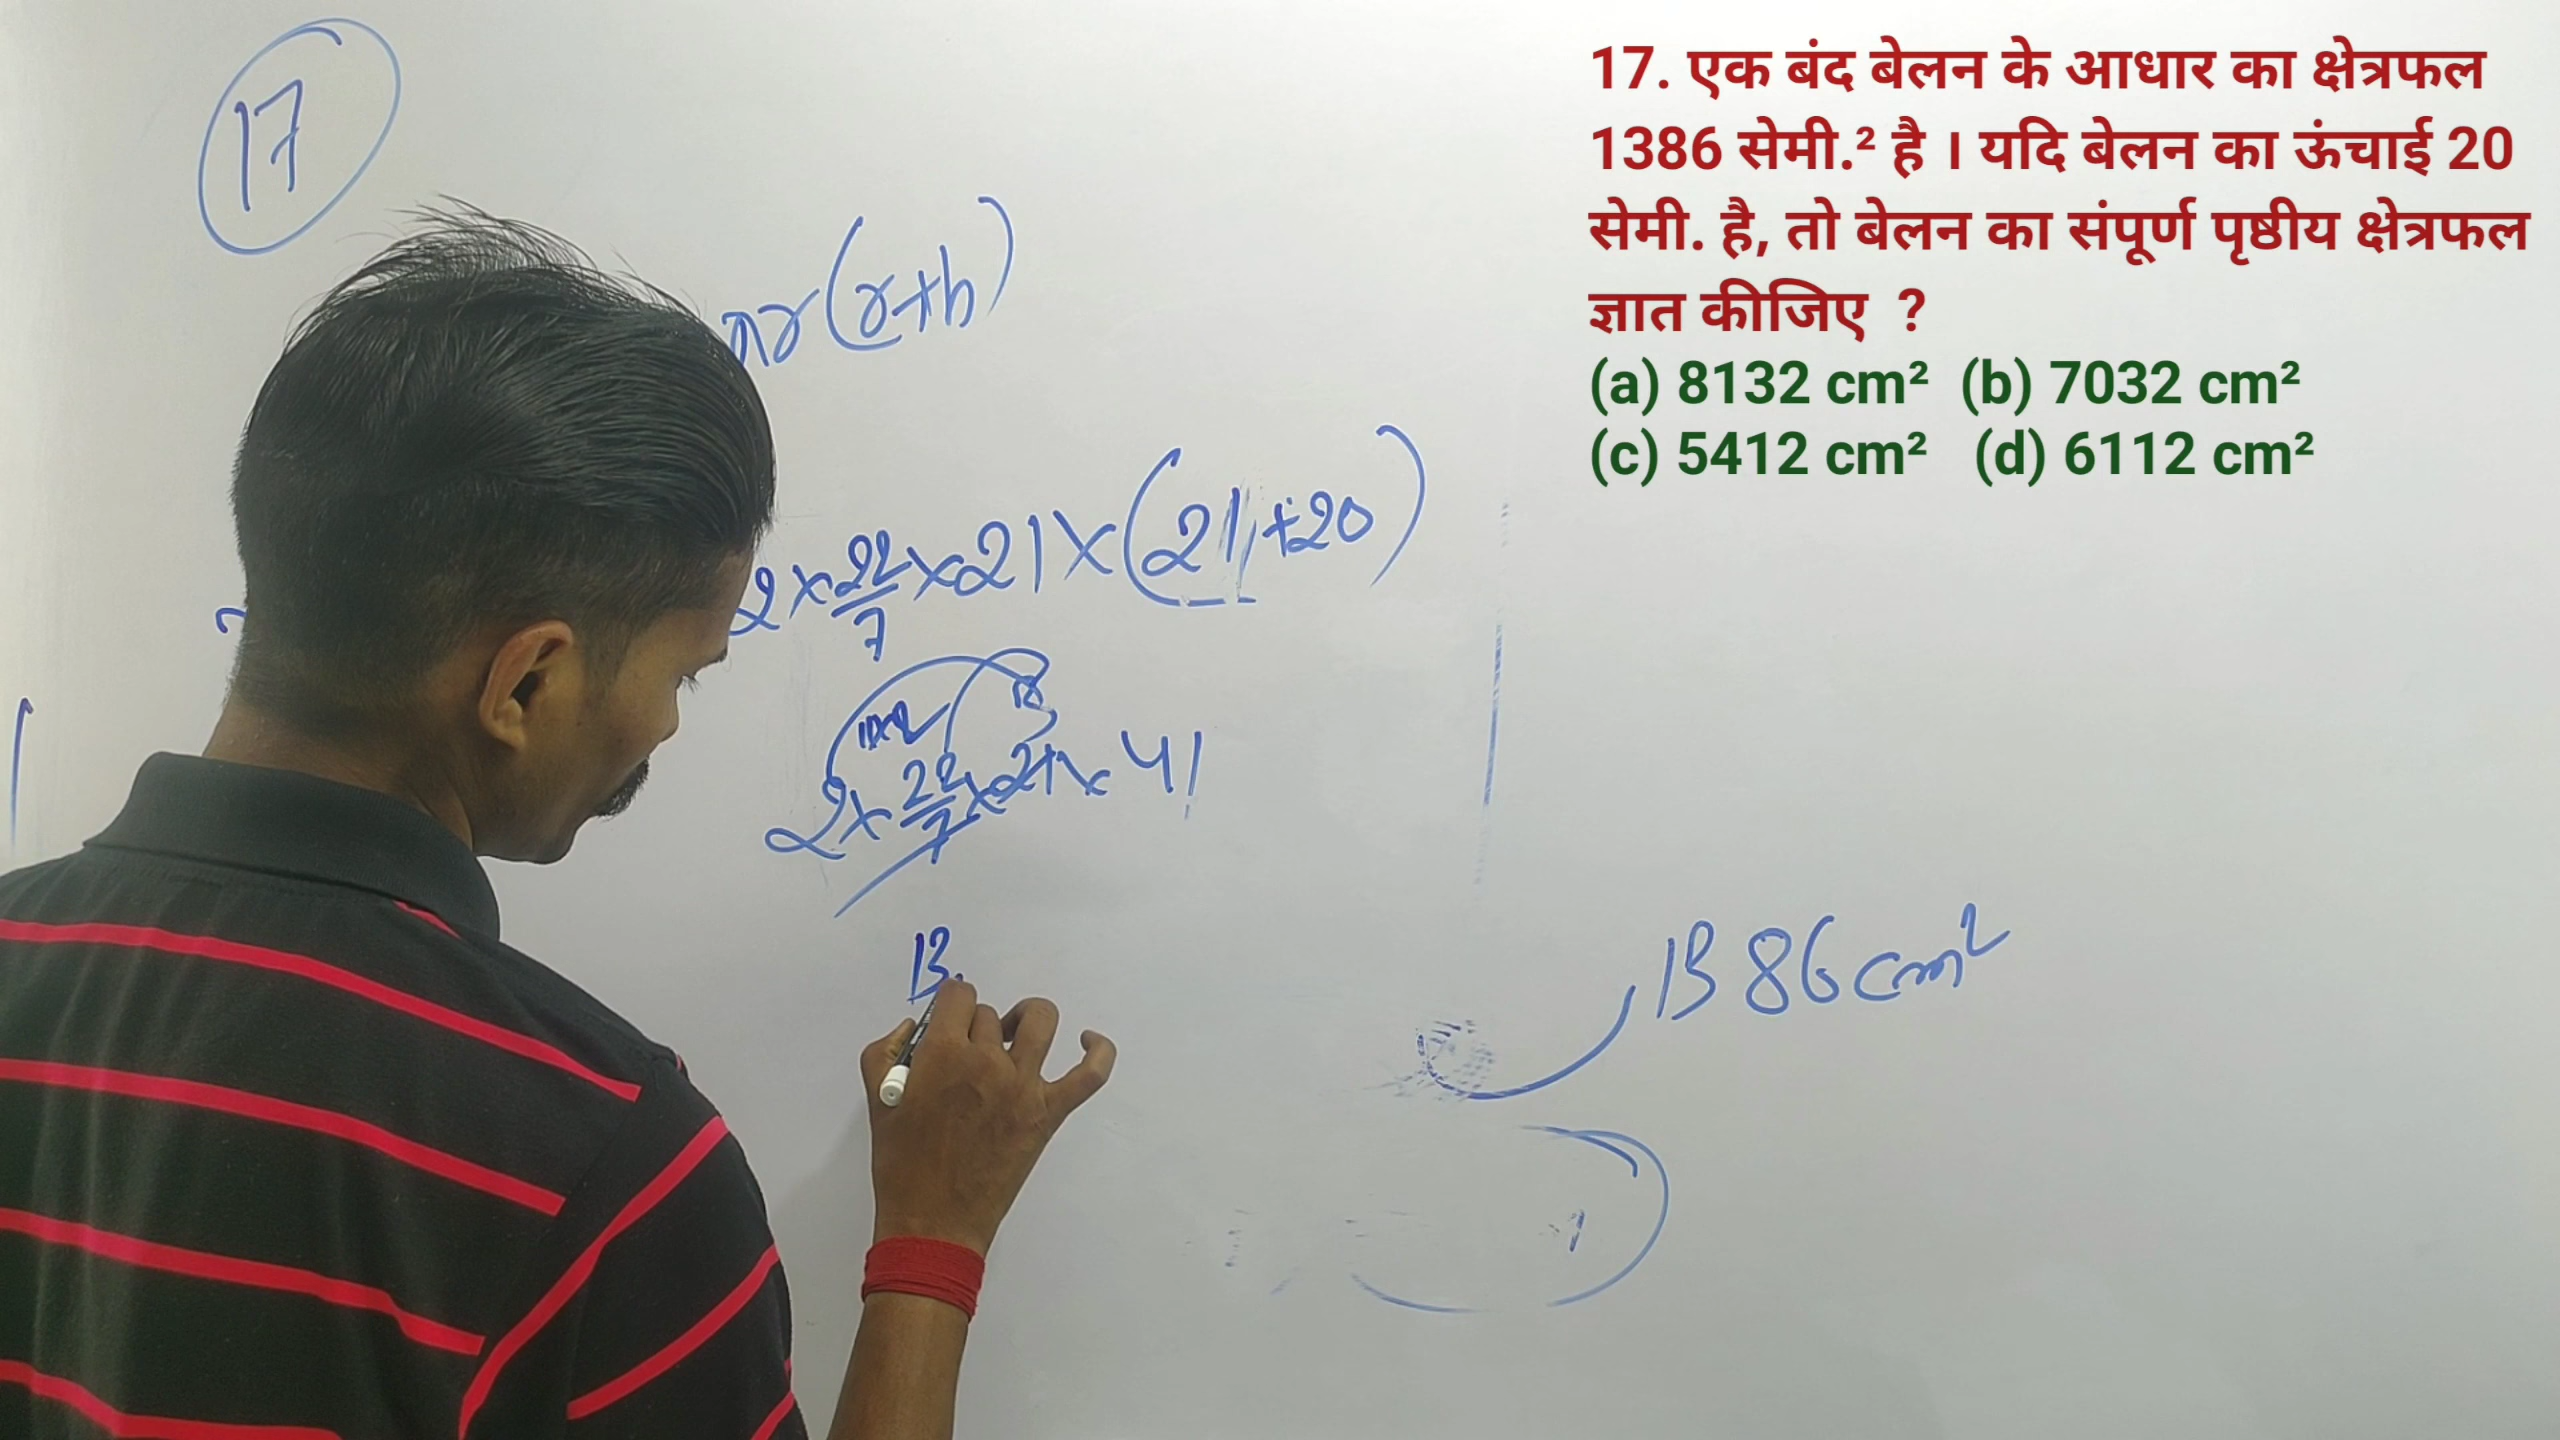 17
πr(r+h)
2×22/7×21×(21+20)
2×22/7×21×41
13
1386 cm²
17. एक बंद बेलन के आधार का क्षेत्रफल
1386 सेमी.² है । यदि बेलन का ऊंचाई 20
सेमी. है, तो बेलन का संपूर्ण पृष्ठीय क्षेत्रफल
ज्ञात कीजिए ?
(a) 8132 cm² (b) 7032 cm²
(c) 5412 cm² (d) 6112 cm²